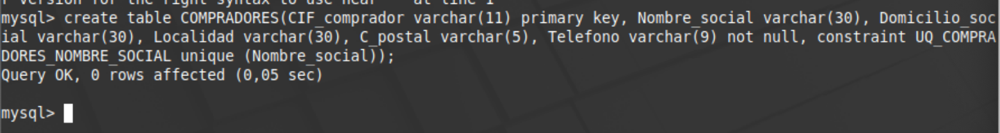 version for the right syntax to use near at line 1
mysql> create table COMPRADORES(CIF_comprador varchar(11) primary key, Nombre_social varchar(30), Domicilio_soc
ial varchar(30), Localidad varchar(30), C_postal varchar(5), Telefono varchar(9) not null, constraint UQ_COMPRA
DORES_NOMBRE_SOCIAL unique (Nombre_social));
Query OK, 0 rows affected (0,05 sec)
mysql>